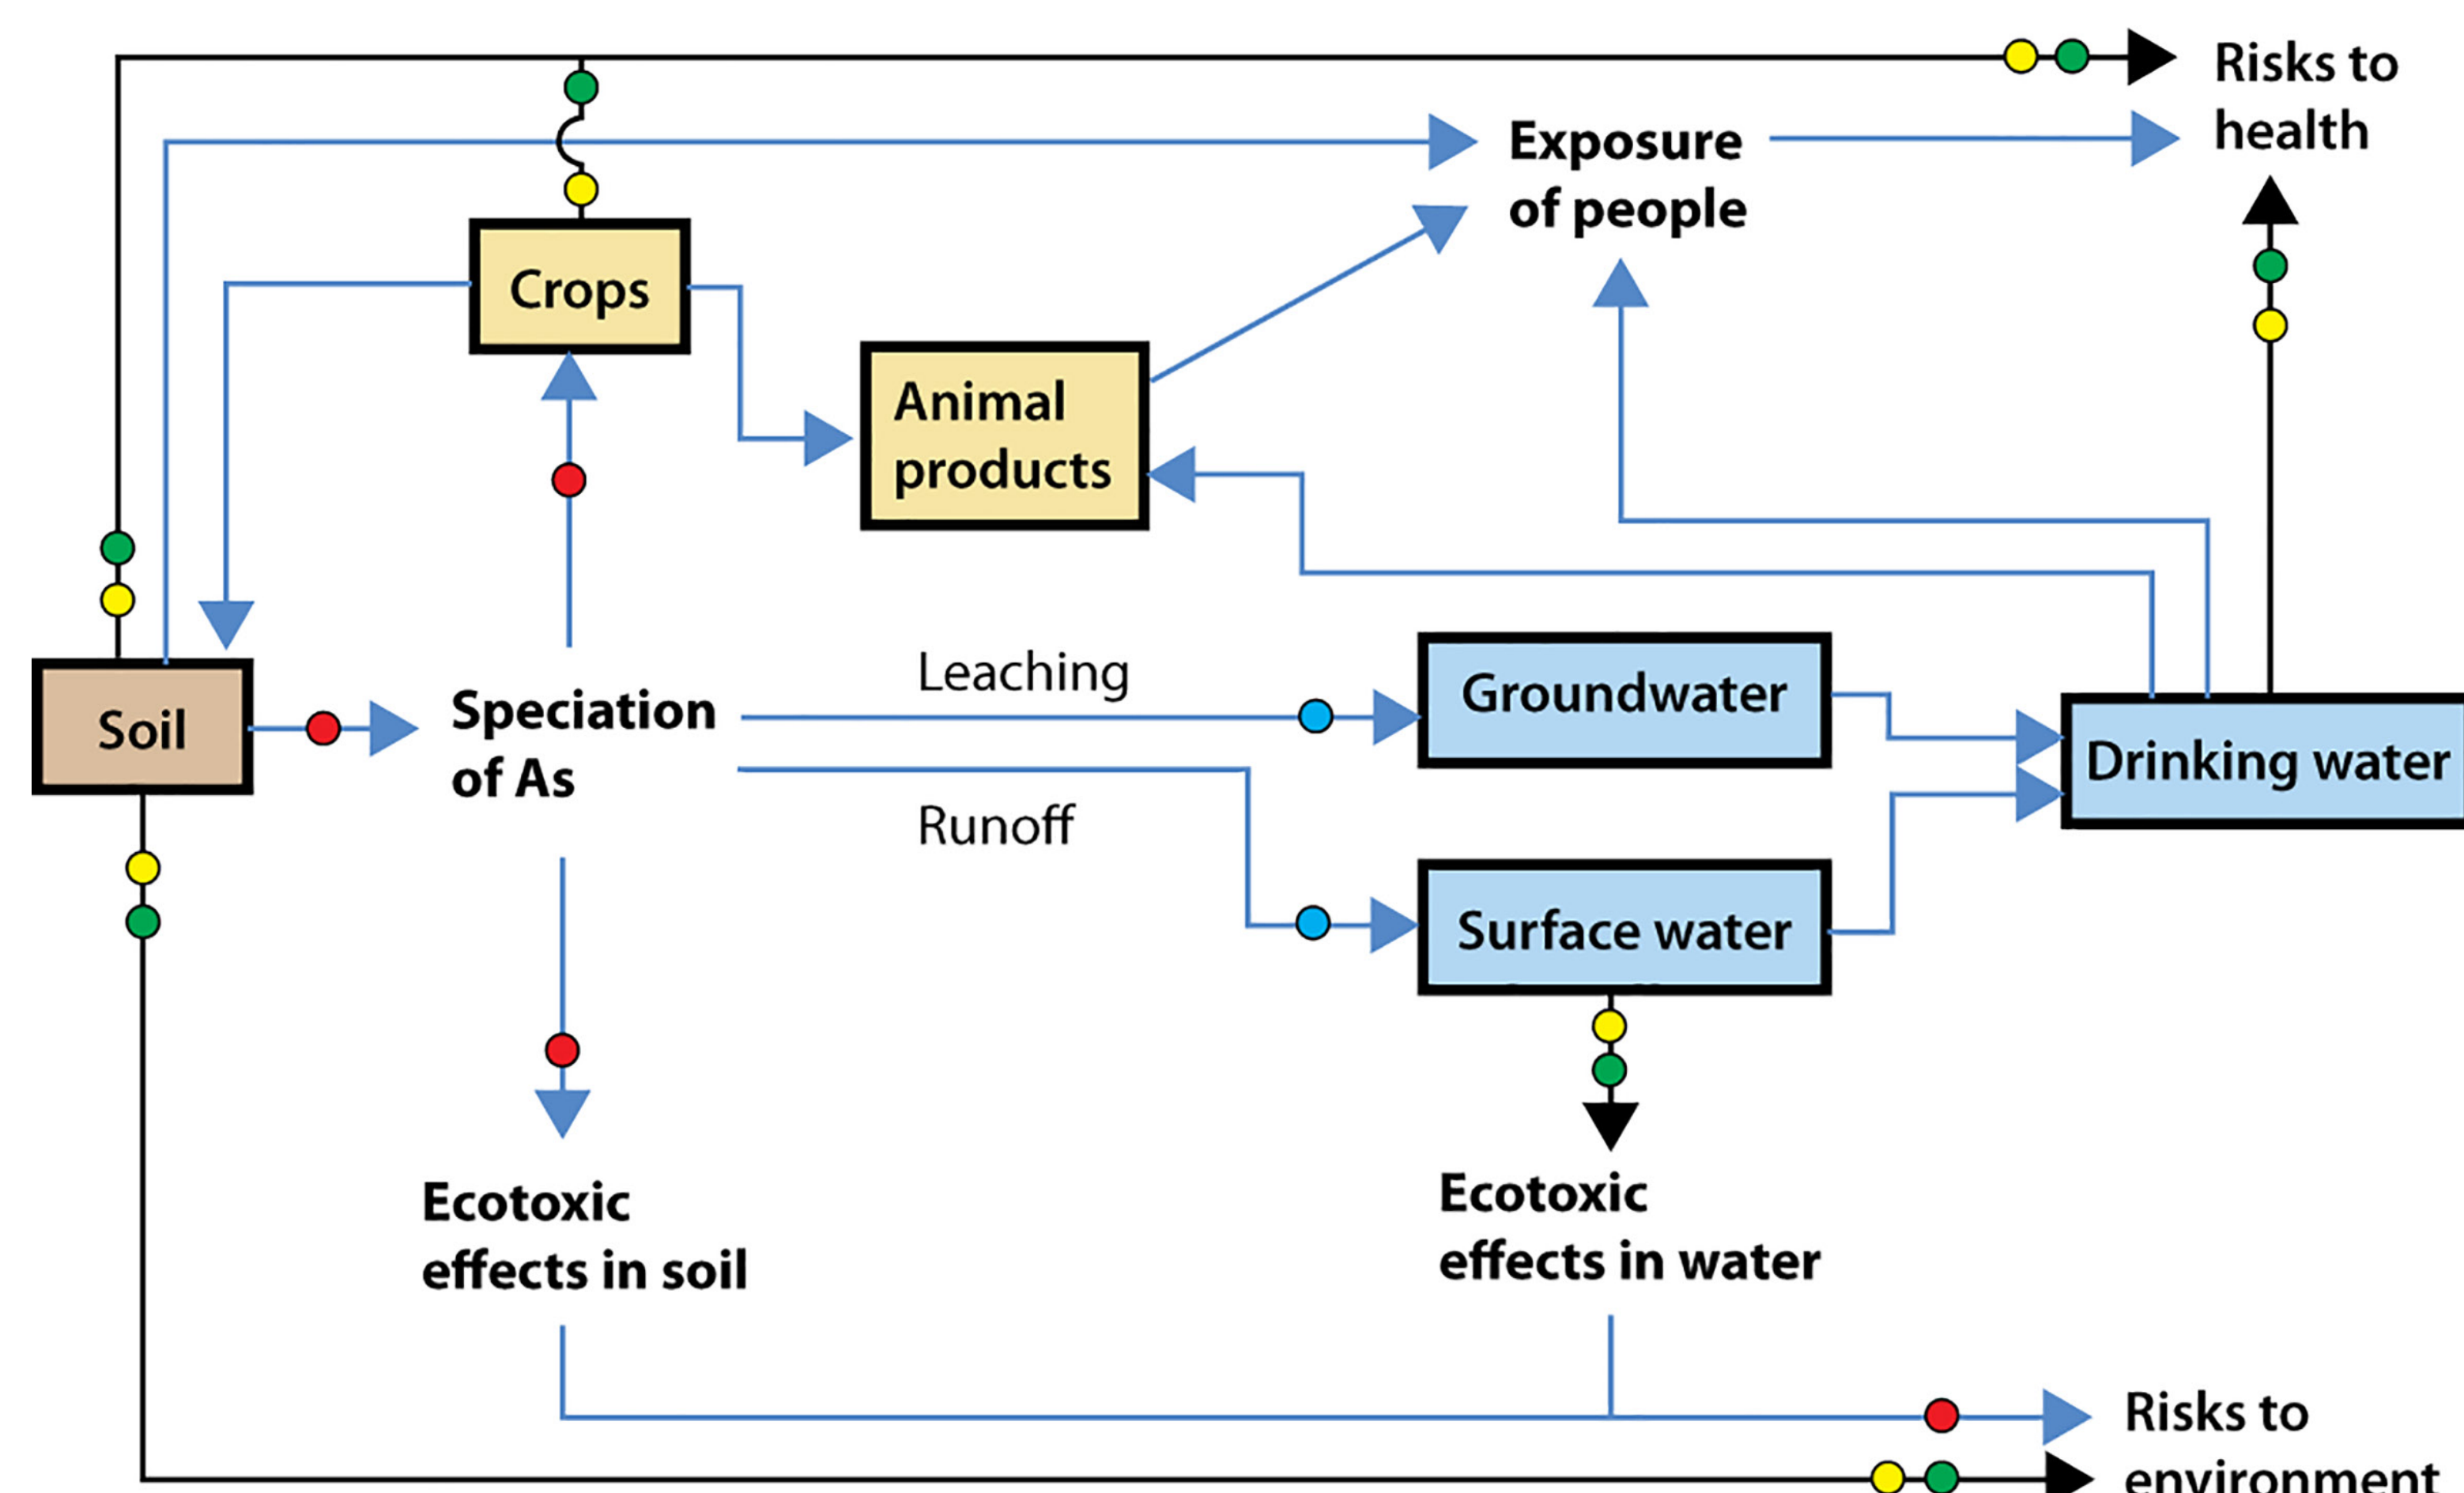 Risks to
health
Exposure
of people
Crops
Animal
products
Leaching
Groundwater
Soil
Speciation
of As
Drinking water
Runoff
Surface water
Ecotoxic
effects in soil
Ecotoxic
effects in water
Risks to
environment